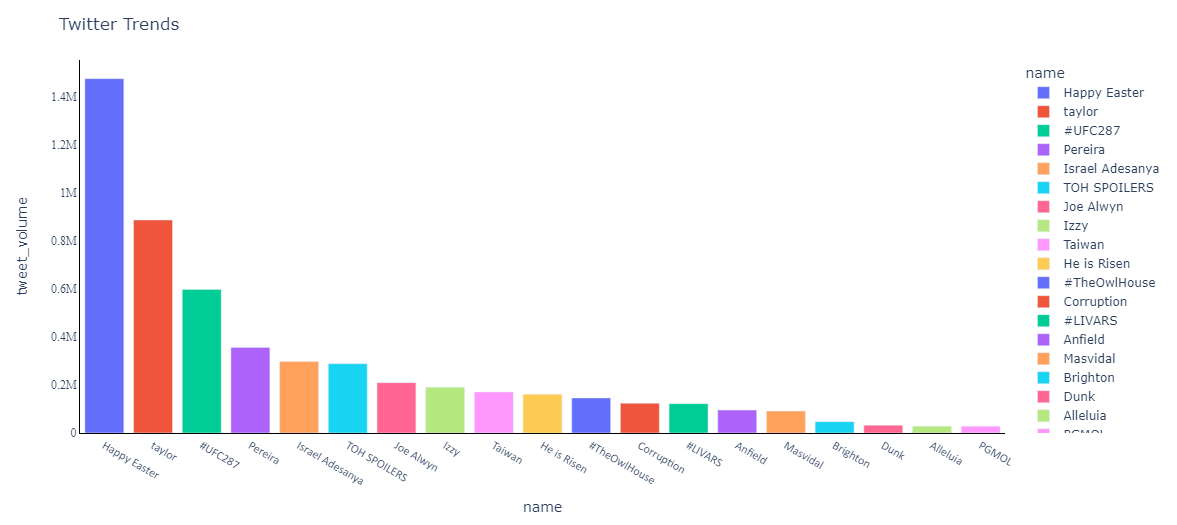 Twitter Trends
tweet_volume
1.4M
1.2M
1M
0.8M
0.6M
0.4M
0.2M
0
Happy Easter
taylor
#UFC287
Pereira
Israel Adesanya
TOH SPOILERS
Joe Alwyn
Izzy
Taiwan
He is Risen
#TheOwlHouse
Corruption
#LIVARS
Anfield
Masvidal
Brighton
Dunk
Alleluia
PGMOL
name
name
Happy Easter
taylor
#UFC287
Pereira
Israel Adesanya
TOH SPOILERS
Joe Alwyn
Izzy
Taiwan
He is Risen
#TheOwlHouse
Corruption
#LIVARS
Anfield
Masvidal
Brighton
Dunk
Alleluia
PGMOL